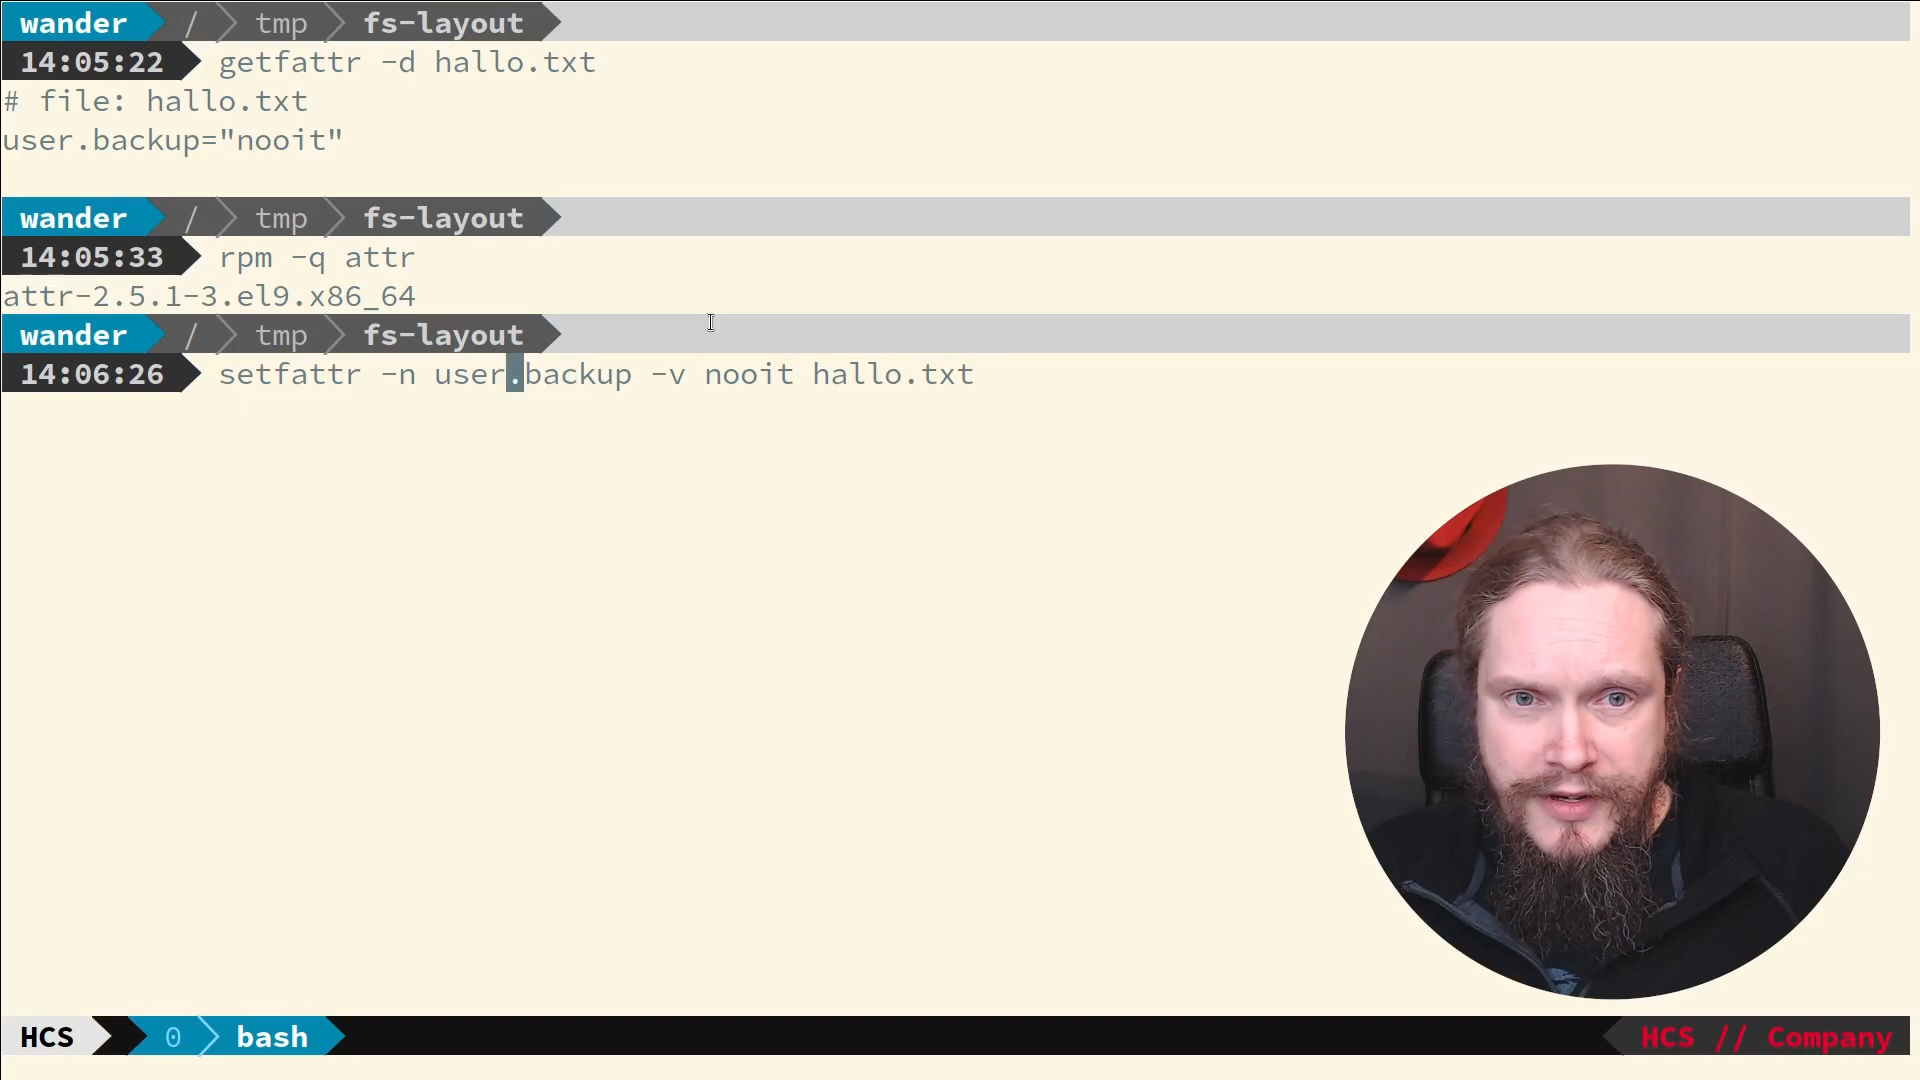 wander / tmp fs-layout
14:05:22 getfattr -d hallo.txt
# file: hallo.txt
user.backup="nooit"
wander / tmp fs-layout
14:05:33 rpm -q attr
attr-2.5.1-3.el9.x86_64
wander / tmp fs-layout
14:06:26 setfattr -n user.backup -v nooit hallo.txt
HCS 0 bash HCS // Company